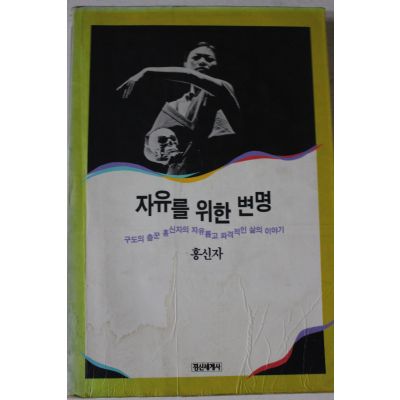 자유를 위한 변명
구도의 춤꾼 홍신자의 자유롭고 파격적인 삶의 이야기
홍신자
정신세계사